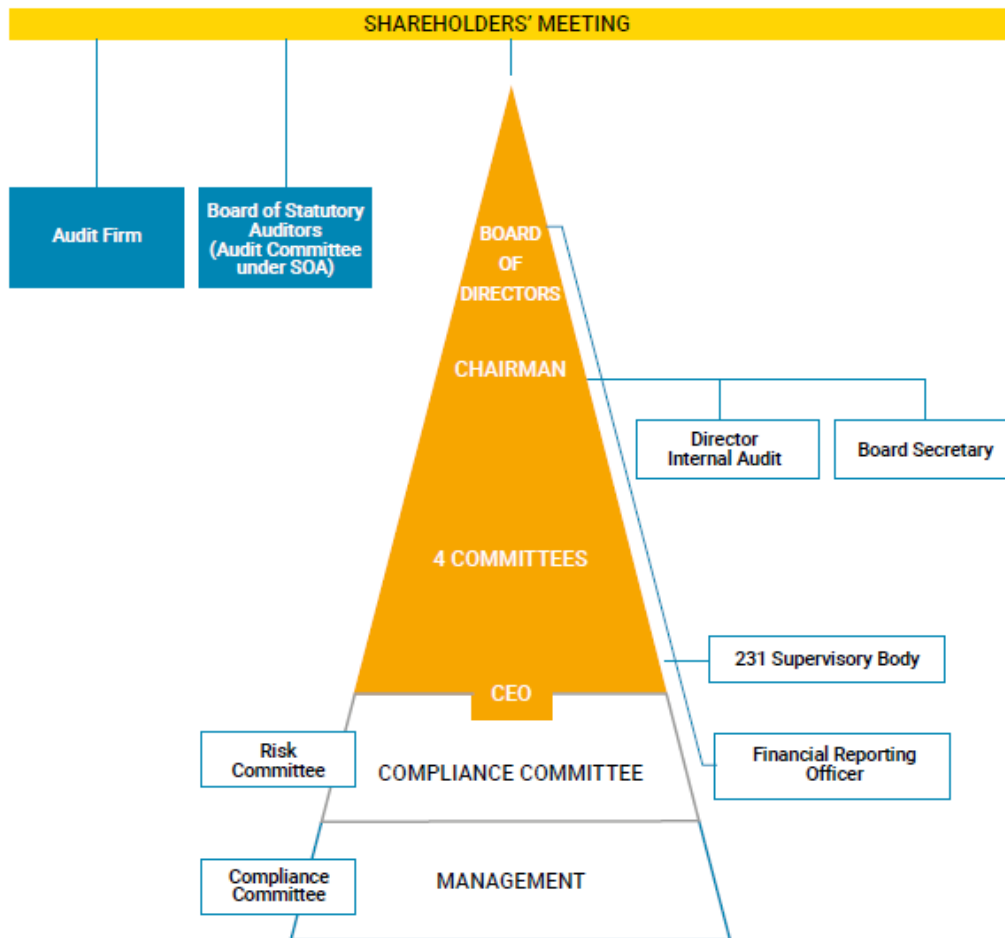 SHAREHOLDERS' MEETING
Audit Firm
Board of Statutory
Auditors
(Audit Committee
under SOA)
BOARD
OF
DIRECTORS
CHAIRMAN
Director
Internal Audit
Board Secretary
4 COMMITTEES
231 Supervisory Body
CEO
Risk
Committee
COMPLIANCE COMMITTEE
Financial Reporting
Officer
Compliance
Committee
MANAGEMENT